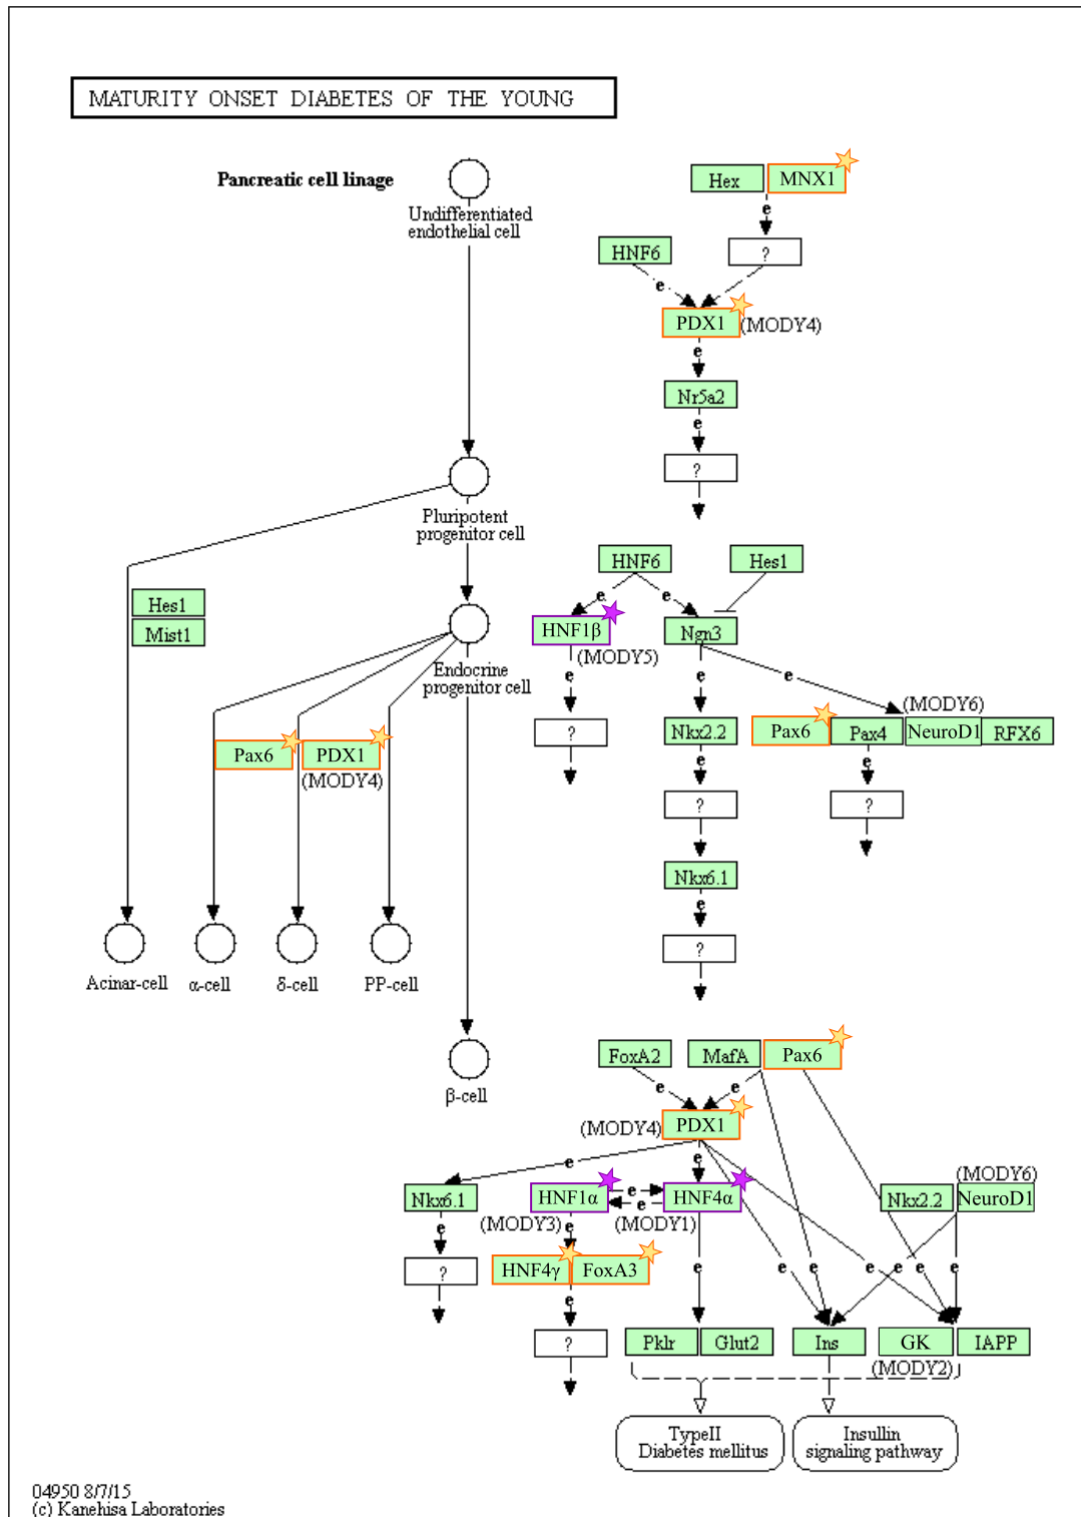 MATURITY ONSET DIABETES OF THE YOUNG
Pancreatic cell linage
Undifferentiated
endothelial cell
Hex
MNX1
e
?
HNF6
e
PDX1
(MODY4)
e
Nr5a2
e
?
Pluripotent
progenitor cell
HNF6
Hes1
e
e
Hes1
Mist1
HNF1β
(MODY5)
Ngn3
Endocrine
progenitor cell
e
e
e
(MODY6)
Pax6
PDX1
(MODY4)
?
Nkx2.2
Pax6
Pax4
NeuroD1
RFX6
e
e
?
?
Nkx6.1
e
?
Acinar-cell
α-cell
δ-cell
PP-cell
β-cell
FoxA2
MafA
Pax6
e
e
(MODY4)
PDX1
e
e
(MODY6)
Nkx6.1
HNF1α
e
e
HNF4α
Nkx2.2
NeuroD1
(MODY3)
(MODY1)
e
e
?
HNF4γ
FoxA3
e
e
e
e
e
e
e
?
Pklr
Glut2
Ins
GK
IAPP
(MODY2)
TypeII
Diabetes mellitus
Insullin
signaling pathway
04950 8/7/15
(c) Kanehisa Laboratories